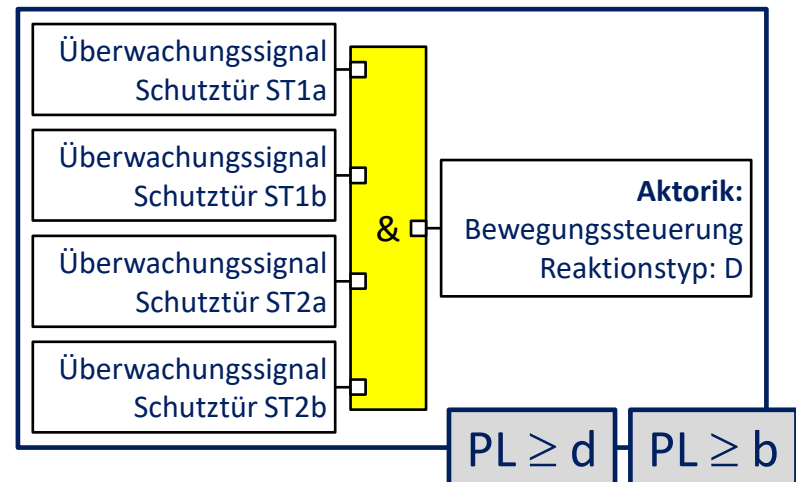 Überwachungssignal
Schutztür ST1a
Überwachungssignal
Schutztür ST1b
Überwachungssignal
Schutztür ST2a
Überwachungssignal
Schutztür ST2b
&
Aktorik:
Bewegungssteuerung
Reaktionstyp: D
PL ≥ d
PL ≥ b